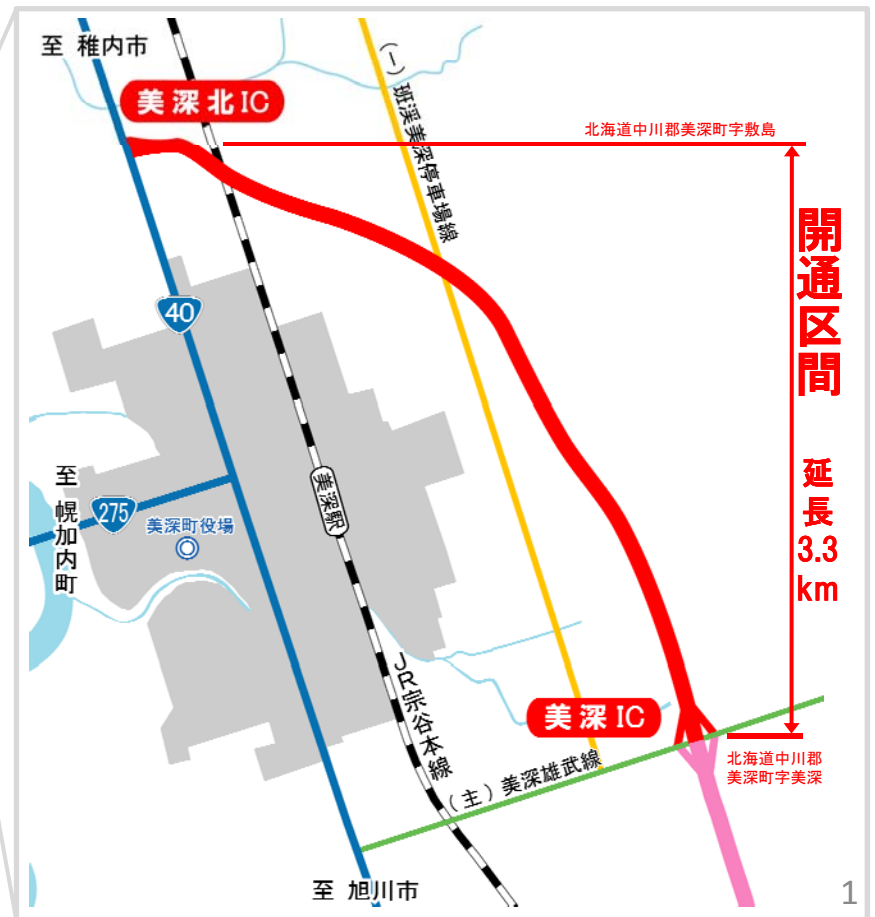 至 稚内市
美深北IC
(一)班渓美深停車場線
北海道中川郡美深町字敷島
開通区間 延長3.3km
40
至 幌加内町
275
美深町役場
美深駅
JR宗谷本線
美深IC
(主)美深雄武線
北海道中川郡
美深町字美深
至 旭川市
1